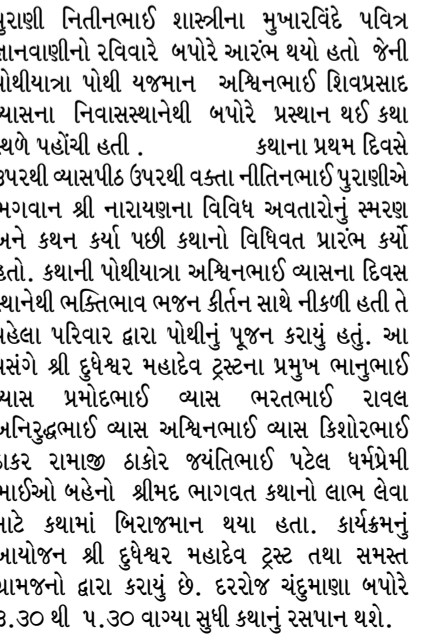 પુરાણી નિતીનભાઈ શાસ્ત્રીના મુખારવિંદે પવિત્ર
જ્ઞાનવાણીનો રવિવારે બપોરે આરંભ થયો હતો જેની
પોથીયાત્રા પોથી યજમાન અશ્વિનભાઈ શિવપ્રસાદ
વ્યાસના નિવાસસ્થાનેથી બપોરે પ્રસ્થાન થઈ કથા
સ્થળે પહોંચી હતી . કથાના પ્રથમ દિવસે
ઉપરથી વ્યાસપીઠ ઉપરથી વક્તા નીતિનભાઈ પુરાણીએ
ભગવાન શ્રી નારાયણના વિવિધ અવતારોનું સ્મરણ
અને કથન કર્યા પછી કથાનો વિધિવત પ્રારંભ કર્યો
હતો. કથાની પોથીયાત્રા અશ્વિનભાઈ વ્યાસના દિવસ
સ્થાનેથી ભક્તિભાવ ભજન કીર્તન સાથે નીકળી હતી તે
પહેલા પરિવાર દ્વારા પોથીનું પૂજન કરાયું હતું. આ
પ્રસંગે શ્રી દુધેશ્વર મહાદેવ ટ્રસ્ટના પ્રમુખ ભાનુભાઈ
વ્યાસ પ્રમોદભાઈ વ્યાસ ભરતભાઈ રાવલ
અનિરુદ્ધભાઈ વ્યાસ અશ્વિનભાઈ વ્યાસ કિશોરભાઈ
ઠાકર રામાજી ઠાકોર જયંતિભાઈ પટેલ ધર્મપ્રેમી
ભાઈઓ બહેનો શ્રીમદ ભાગવત કથાનો લાભ લેવા
માટે કથામાં બિરાજમાન થયા હતા. કાર્યક્રમનું
આયોજન શ્રી દુધેશ્વર મહાદેવ ટ્રસ્ટ તથા સમસ્ત
ગ્રામજનો દ્વારા કરાયું છે. દરરોજ ચંદુમાણા બપોરે
૩.૩૦ થી ૫.૩૦ વાગ્યા સુધી કથાનું રસપાન થશે.